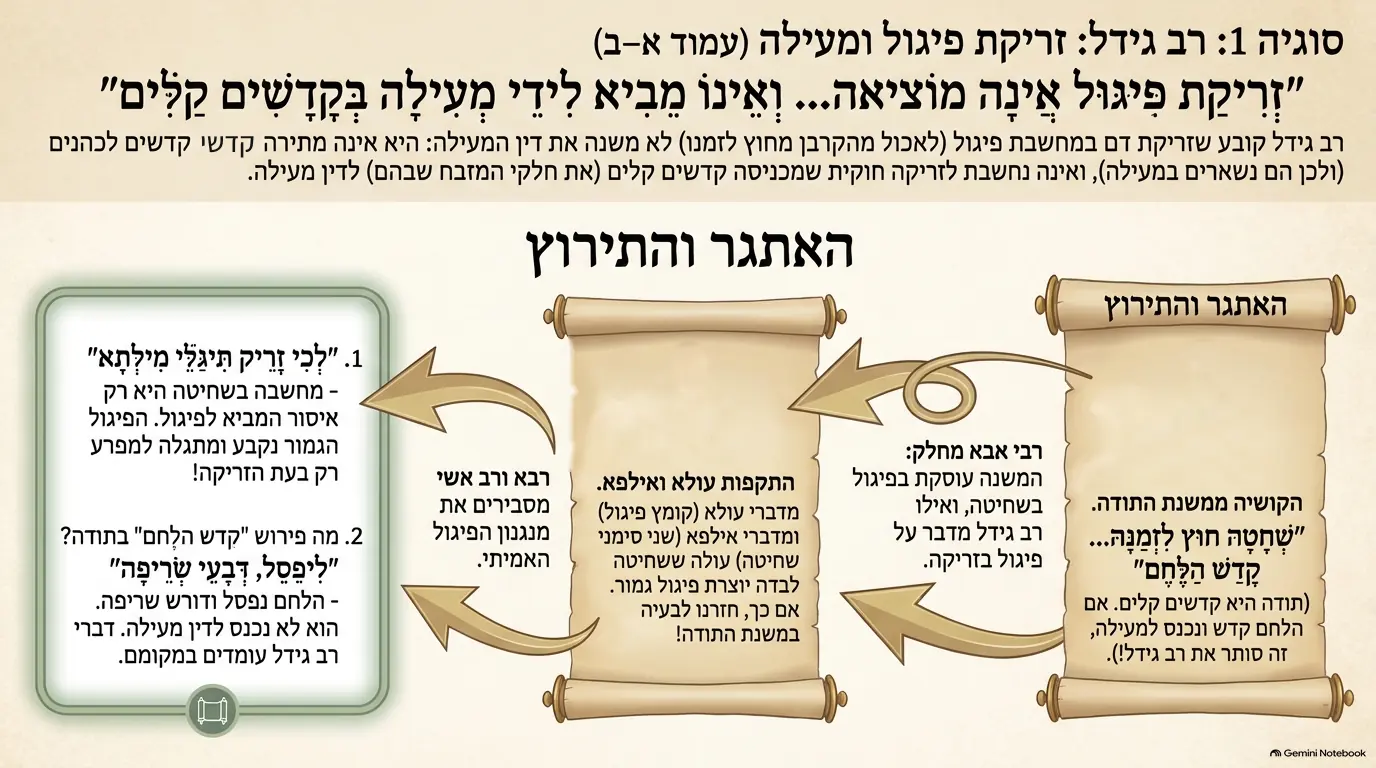 סוגיה 1: רב גידל: זריקת פיגול ומעילה (עמוד א–ב)
"זְרִיקַת פִּיגּוּל אֲינָה מוֹצִיאה... וְאֵינוֹ מֵבִיא לִידֵי מְעִילָה בְּקָדָשִׁים קַלִּים"
רב גידל קובע שזריקת דם במחשבת פיגול (לאכול מהקרבן מחוץ לזמנו) לא משנה את דין המעילה: היא אינה מתירה קדשי קדשים לכהנים
(ולכן הם נשארים במעילה), ואינה נחשבת לזריקה חוקית שמכניסה קדשים קלים (את חלקי המזבח שבהם) לדין מעילה.
האתגר והתירוץ
האתגר והתירוץ
הקושיה ממשנת התודה.
"שְׁחָטָהּ חוּץ לִזְמַנָּהּ...
קָדַשׁ הַלֶּחֶם"
(תודה היא קדשים קלים. אם
הלחם קדש ונכנס למעילה,
זה סותר את רב גידל!).
רבי אבא מחלק:
המשנה עוסקת בפיגול
בשחיטה, ואילו
רב גידל מדבר על
פיגול בזריקה.
התקפות עולא ואילפא.
מדברי עולא (קומץ פיגול)
ומדברי אילפא (שני סימני
שחיטה) עולה ששחיטה
לבדה יוצרת פיגול גמור.
אם כך, חזרנו לבעיה
במשנת התודה!
רבא ורב אשי
מסבירים את
מנגנון הפיגול
האמיתי.
1. "לְכִי זָרֵיק תִּיגַּלֵּי מִילְּתָא"
- מחשבה בשחיטה היא רק
איסור המביא לפיגול. הפיגול
הגמור נקבע ומתגלה למפרע
רק בעת הזריקה!
2. מה פירוש "קִדש הלֶחם" בתודה?
"לִיפָּסֵל, דְּבָעֵי שְׂרֵיפָה"
- הלחם נפסל ודורש שריפה.
הוא לא נכנס לדין מעילה. דברי
רב גידל עומדים במקומם.
Gemini Notebook